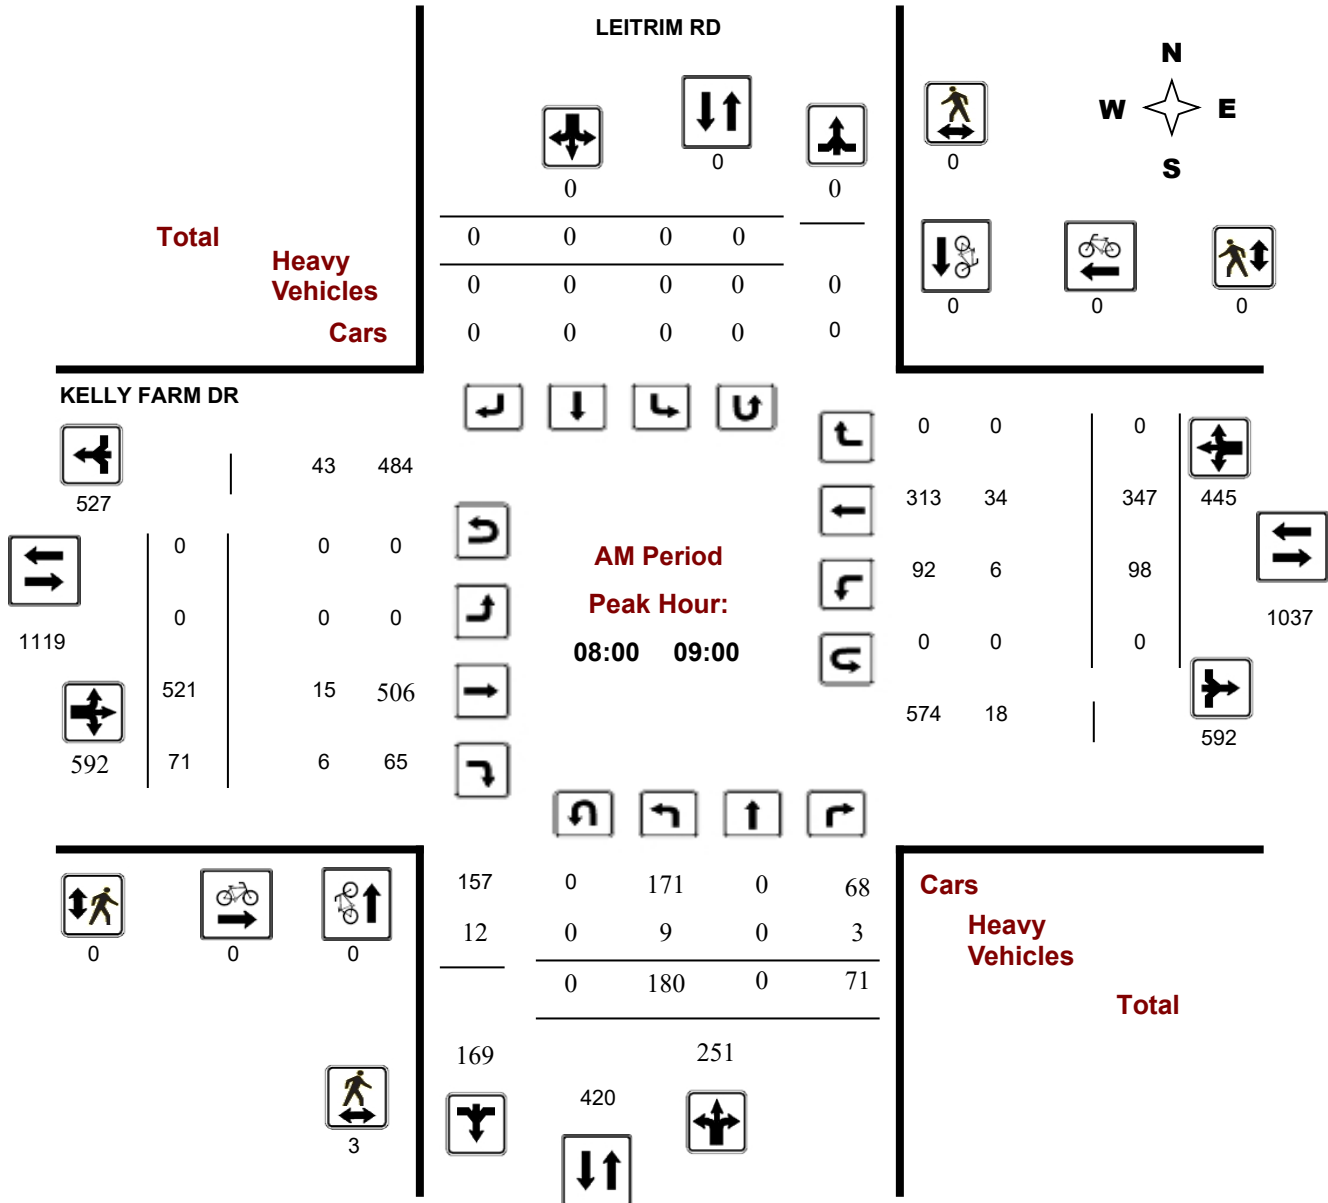 LEITRIM RD
N
W E
S
0
0
0 0
0
Total
0 0 0 0
Heavy
Vehicles
0 0 0 0 0
0 0 0
Cars
0 0 0 0 0
KELLY FARM DR
0 0 0
43 484
527
313 34 347 445
0 0 0
AM Period
92 6 98
Peak Hour:
0 0 0
1119
1037
08:00 09:00
0 0 0
521 15 506
574 18
592
592 71 6 65
157 0 171 0 68
Cars
12 0 9 0 3
Heavy
Vehicles
0 0 0
0 180 0 71
Total
169 251
420
3